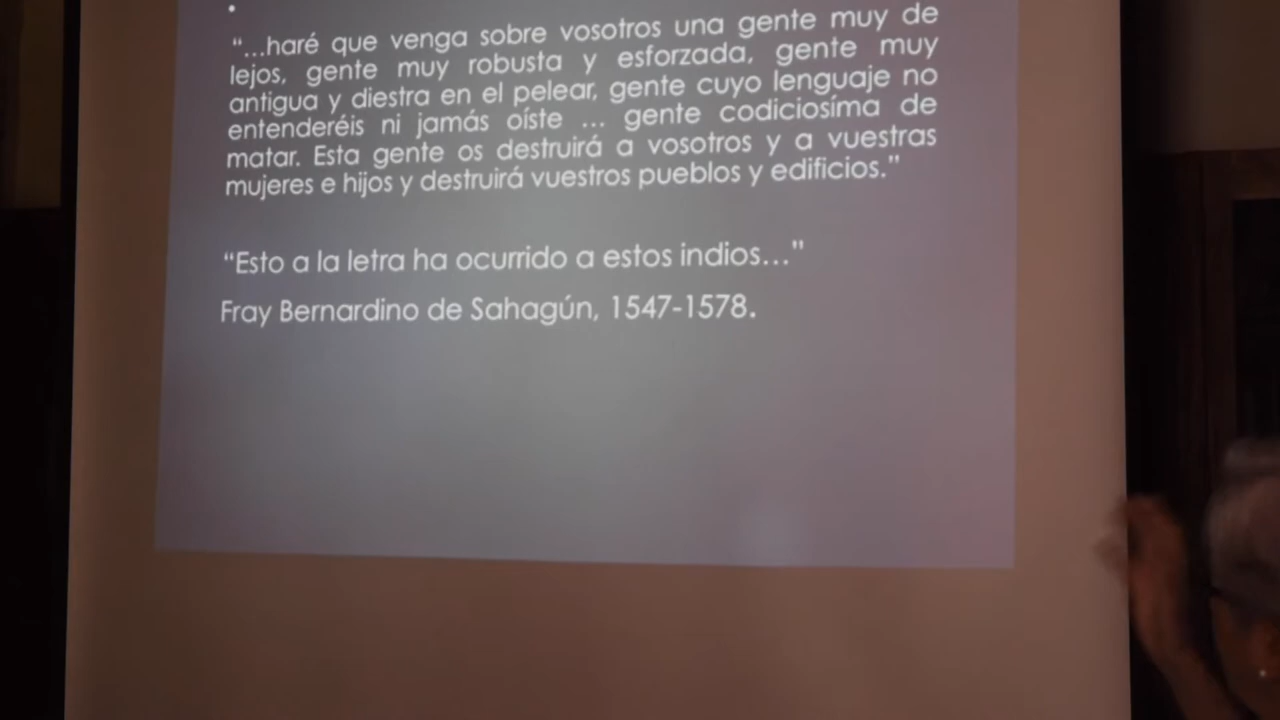 “...haré que venga sobre vosotros una gente muy de
lejos, gente muy robusta y esforzada, gente muy
antigua y diestra en el pelear, gente cuyo lenguaje no
entenderéis ni jamás oíste ... gente codiciosíma de
matar. Esta gente os destruirá a vosotros y a vuestras
mujeres e hijos y destruirá vuestros pueblos y edificios.”
“Esto a la letra ha ocurrido a estos indios...”
Fray Bernardino de Sahagún, 1547-1578.